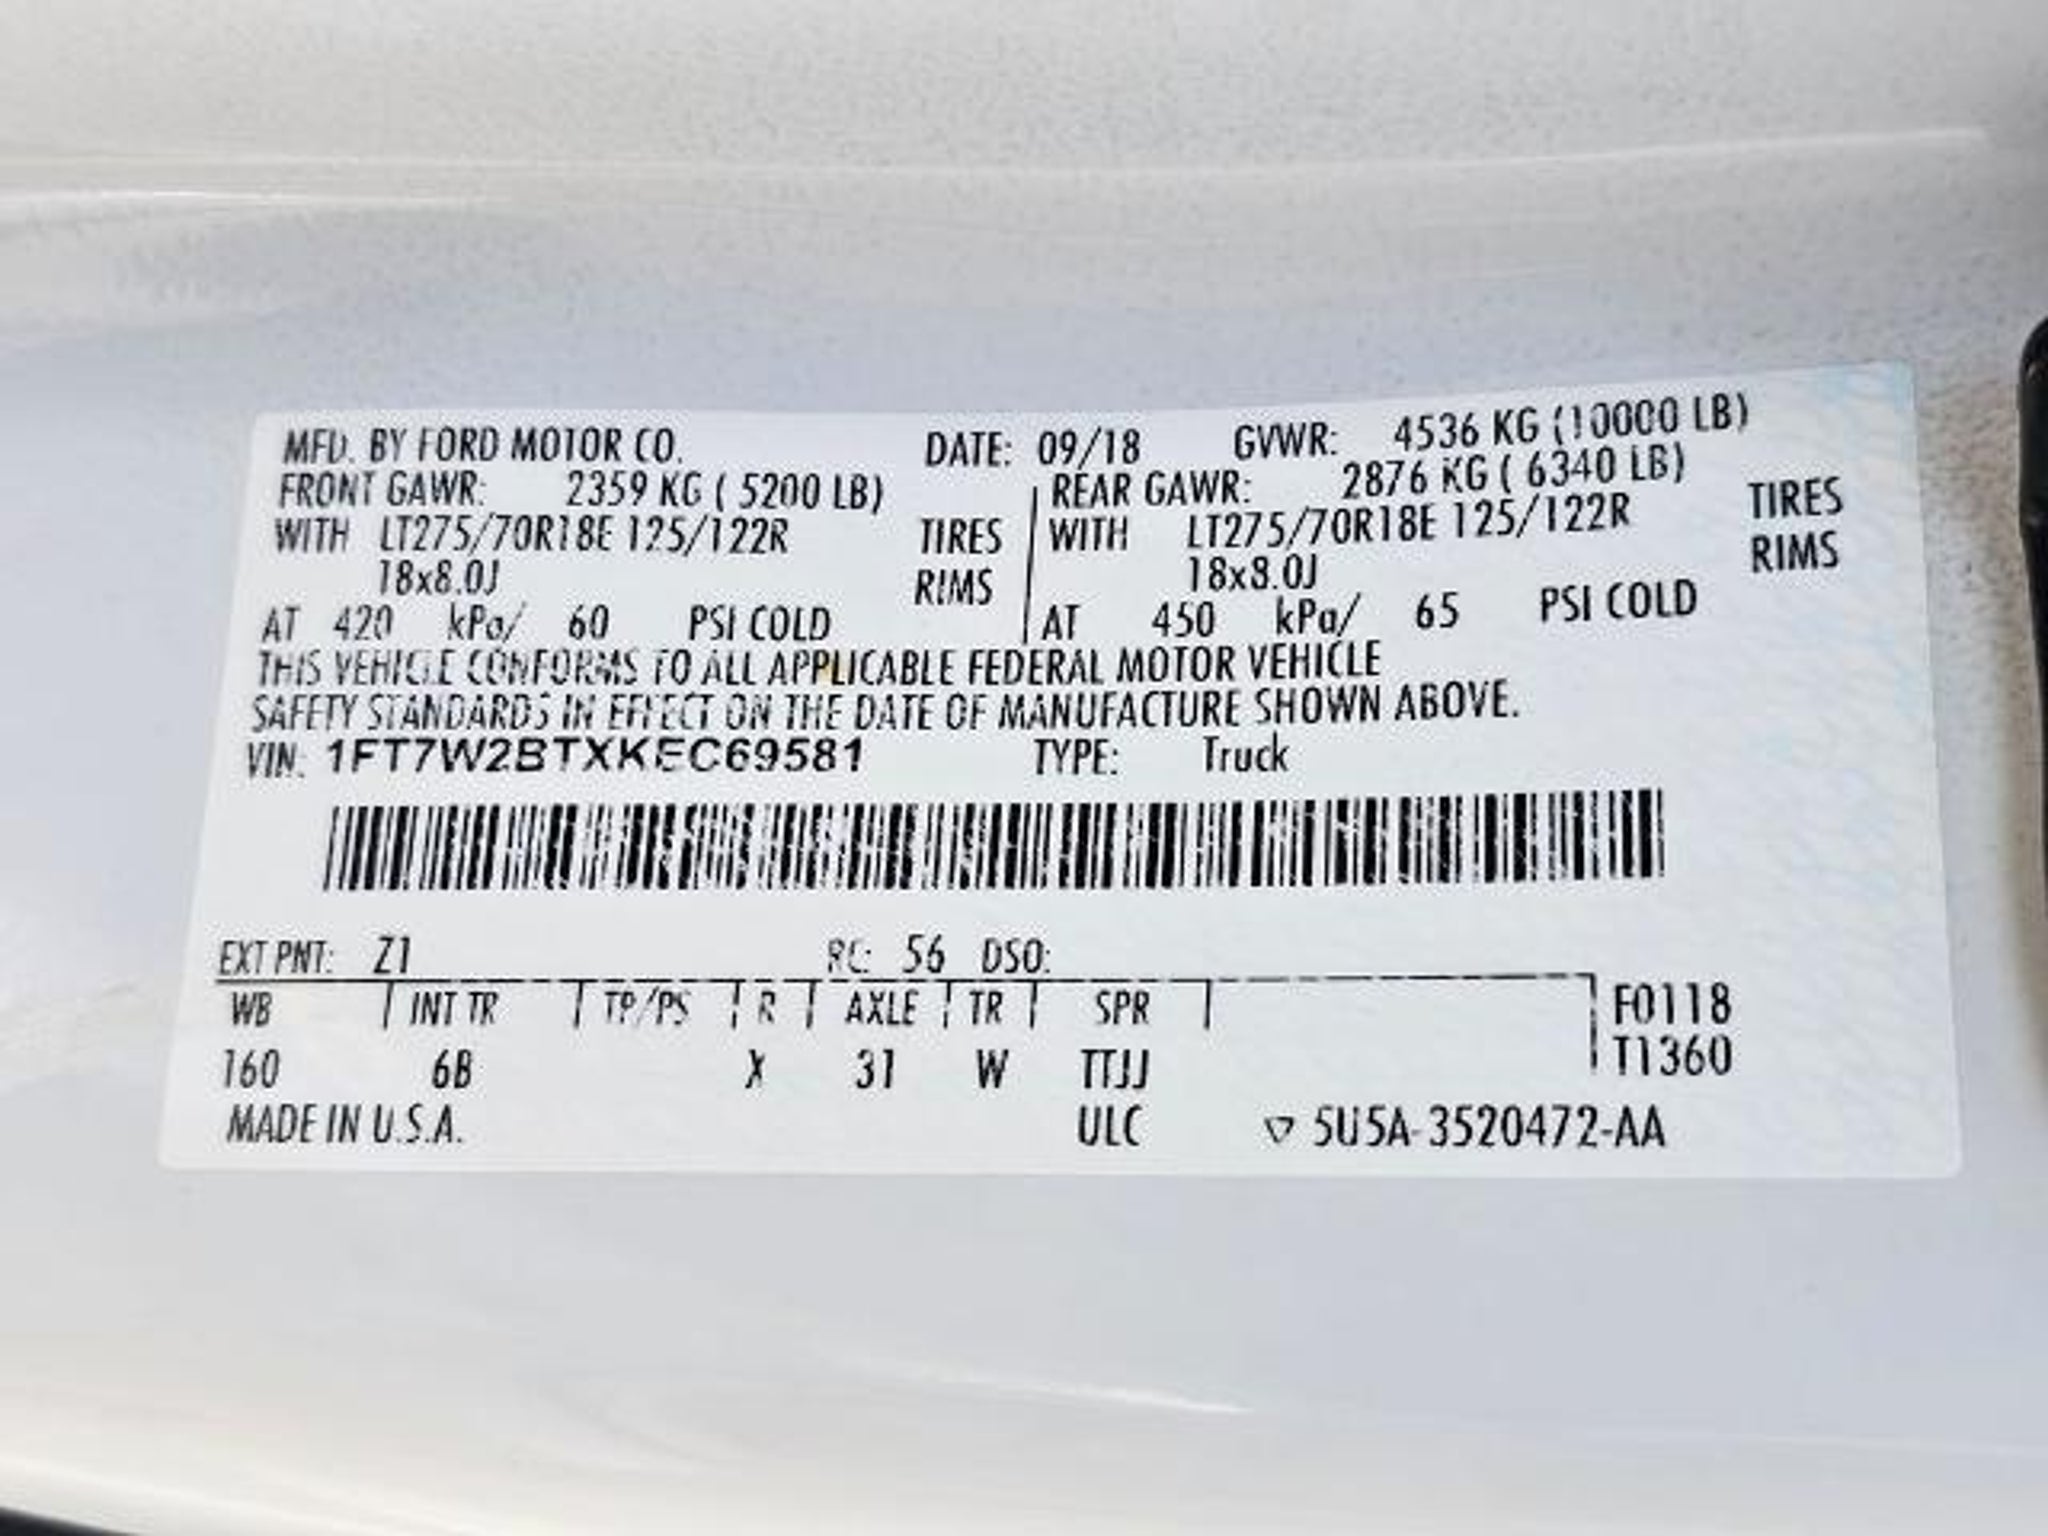 MFD. BY FORD MOTOR CO. DATE: 09/18 GVWR: 4536 KG (10000 LB)
FRONT GAWR: 2359 KG ( 5200 LB) REAR GAWR: 2876 KG ( 6340 LB)
WITH LT275/70R18E 125/122R TIRES WITH LT275/70R18E 125/122R TIRES
18x8.0J RIMS 18x8.0J RIMS
AT 420 kPa/ 60 PSI COLD AT 450 kPa/ 65 PSI COLD
THIS VEHICLE CONFORMS TO ALL APPLICABLE FEDERAL MOTOR VEHICLE
SAFETY STANDARDS IN EFFECT ON THE DATE OF MANUFACTURE SHOWN ABOVE.
VIN: 1FT7W2BTXKEC69581 TYPE: Truck
EXT PNT: Z1 RC: 56 DSO:
WB INT TR TP/PS R AXLE TR SPR F0118
160 6B X 31 W TTJJ T1360
MADE IN U.S.A. ULC ▽ 5U5A-3520472-AA